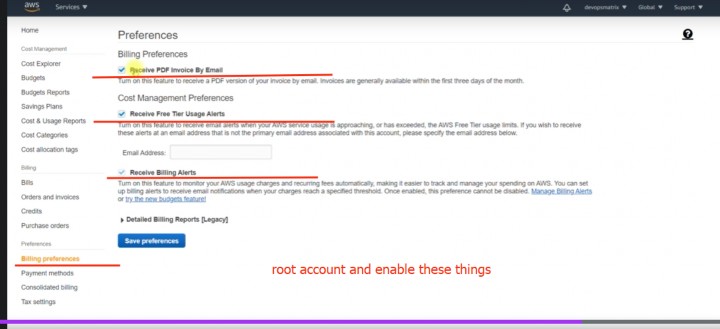 aws Services ▾ devopsmatrix ▾ Global ▾ Support ▾
Home
Cost Management
Cost Explorer
Budgets
Budgets Reports
Savings Plans
Cost & Usage Reports
Cost Categories
Cost allocation tags
Billing
Bills
Orders and invoices
Credits
Purchase orders
Preferences
Billing preferences
Payment methods
Consolidated billing
Tax settings
Preferences
Billing Preferences
Receive PDF Invoice By Email
Turn on this feature to receive a PDF version of your invoice by email. Invoices are generally available within the first three days of the month.
Cost Management Preferences
Receive Free Tier Usage Alerts
Turn on this feature to receive email alerts when your AWS service usage is approaching, or has exceeded, the AWS Free Tier usage limits. If you wish to receive
these alerts at an email address that is not the primary email address associated with this account, please specify the email address below.
Email Address:
Receive Billing Alerts
Turn on this feature to monitor your AWS usage charges and recurring fees automatically, making it easier to track and manage your spending on AWS. You can set
up billing alerts to receive email notifications when your charges reach a specified threshold. Once enabled, this preference cannot be disabled. Manage Billing Alerts
or try the new budgets feature!
Detailed Billing Reports [Legacy]
Save preferences
root account and enable these things